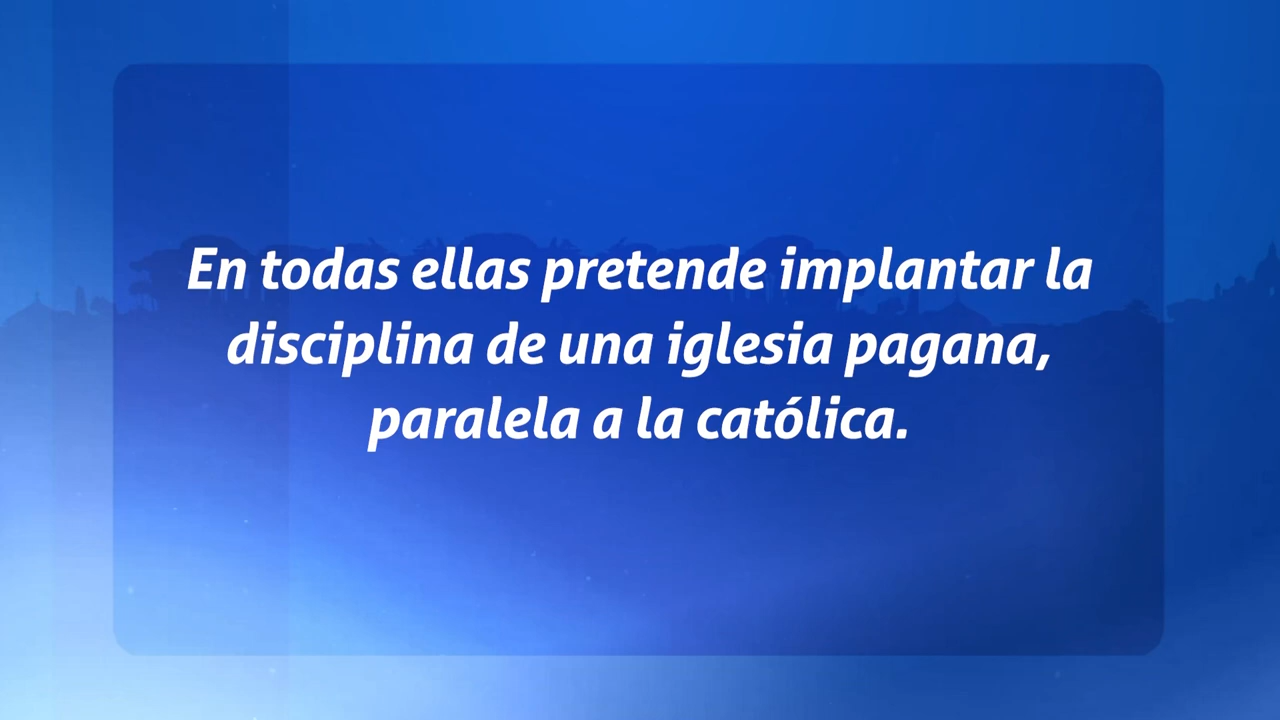 En todas ellas pretende implantar la
disciplina de una iglesia pagana,
paralela a la católica.